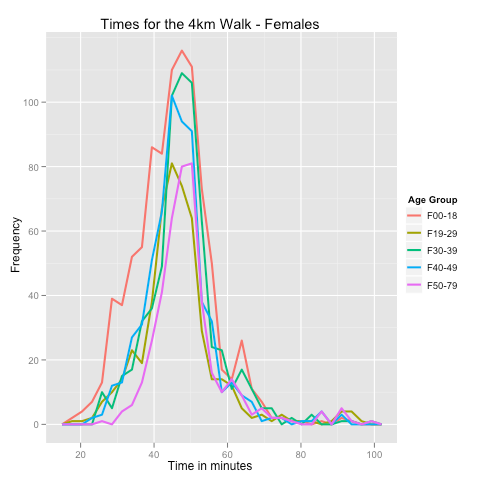 Times for the 4km Walk - Females
100
80
60
40
20
0
Frequency
20 40 60 80 100
Time in minutes
Age Group
F00-18
F19-29
F30-39
F40-49
F50-79